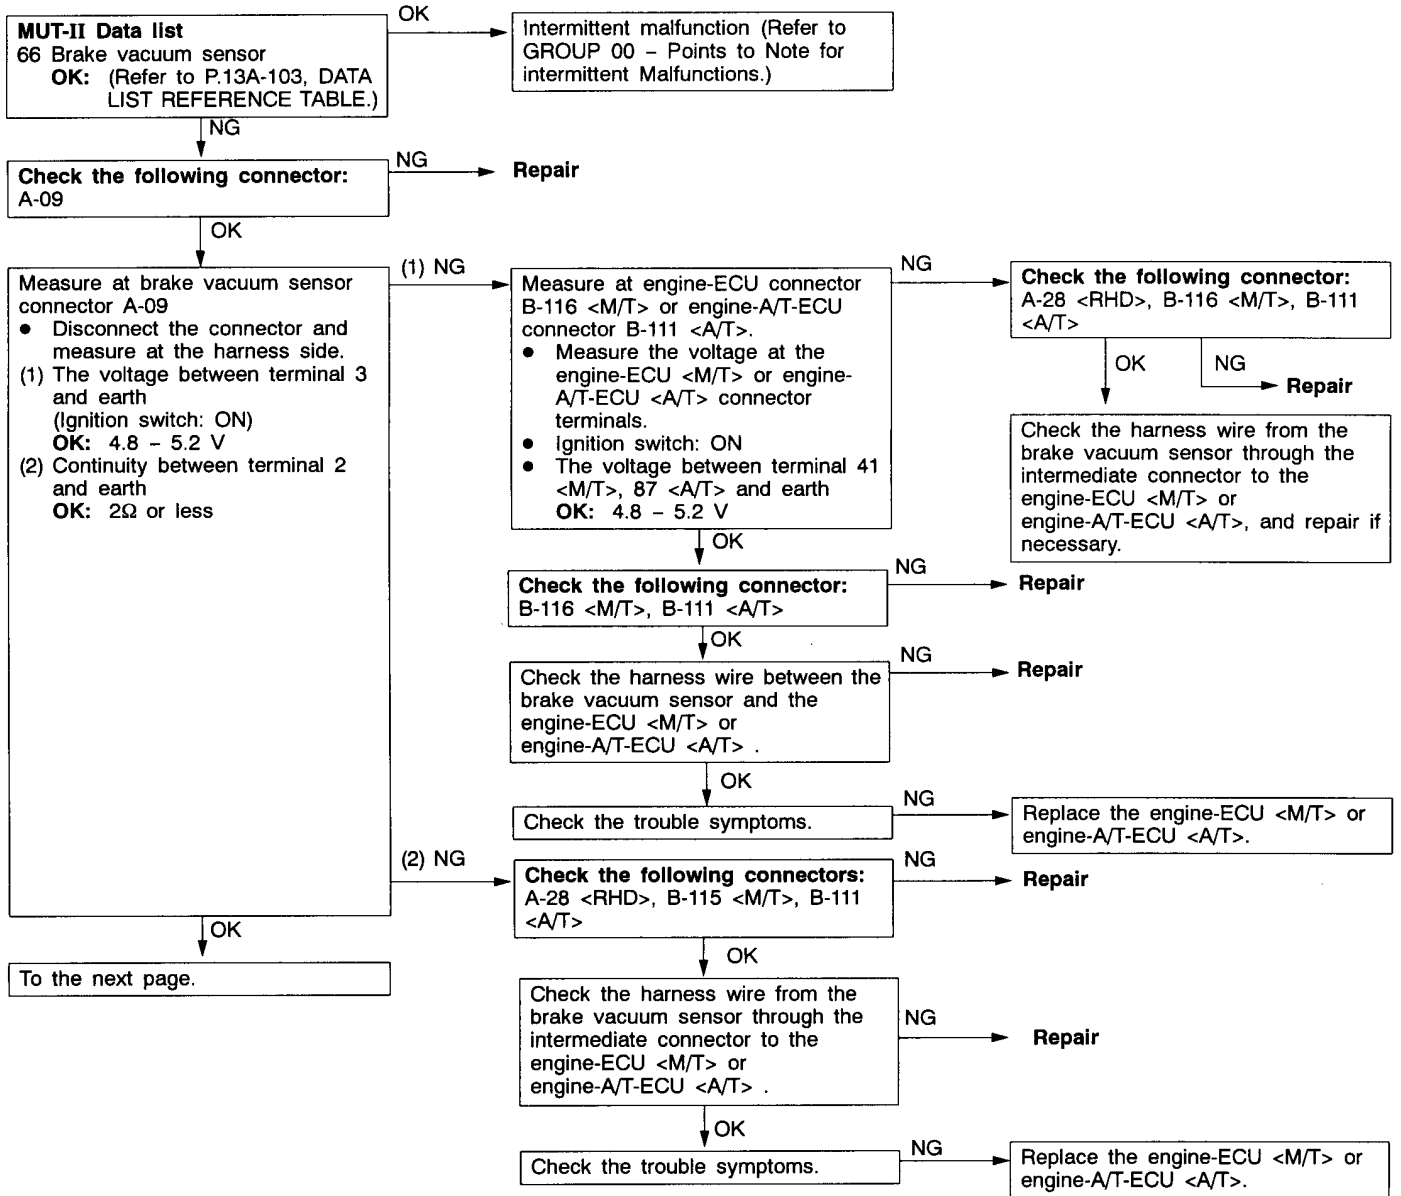 MUT-II Data list
66 Brake vacuum sensor
OK: (Refer to P.13A-103, DATA
LIST REFERENCE TABLE.)
OK
Intermittent malfunction (Refer to
GROUP 00 – Points to Note for
intermittent Malfunctions.)
NG
Check the following connector:
A-09
NG
Repair
OK
Measure at brake vacuum sensor
connector A-09
● Disconnect the connector and
measure at the harness side.
(1) The voltage between terminal 3
and earth
(Ignition switch: ON)
OK: 4.8 – 5.2 V
(2) Continuity between terminal 2
and earth
OK: 2Ω or less
(1) NG
Measure at engine-ECU connector
B-116 <M/T> or engine-A/T-ECU
connector B-111 <A/T>.
● Measure the voltage at the
engine-ECU <M/T> or engine-
A/T-ECU <A/T> connector
terminals.
● Ignition switch: ON
● The voltage between terminal 41
<M/T>, 87 <A/T> and earth
OK: 4.8 – 5.2 V
NG
Check the following connector:
A-28 <RHD>, B-116 <M/T>, B-111
<A/T>
OK
NG
Repair
Check the harness wire from the
brake vacuum sensor through the
intermediate connector to the
engine-ECU <M/T> or
engine-A/T-ECU <A/T>, and repair if
necessary.
OK
Check the following connector:
B-116 <M/T>, B-111 <A/T>
NG
Repair
OK
Check the harness wire between the
brake vacuum sensor and the
engine-ECU <M/T> or
engine-A/T-ECU <A/T> .
NG
Repair
OK
Check the trouble symptoms.
NG
Replace the engine-ECU <M/T> or
engine-A/T-ECU <A/T>.
(2) NG
Check the following connectors:
A-28 <RHD>, B-115 <M/T>, B-111
<A/T>
NG
Repair
OK
To the next page.
OK
Check the harness wire from the
brake vacuum sensor through the
intermediate connector to the
engine-ECU <M/T> or
engine-A/T-ECU <A/T> .
NG
Repair
OK
Check the trouble symptoms.
NG
Replace the engine-ECU <M/T> or
engine-A/T-ECU <A/T>.